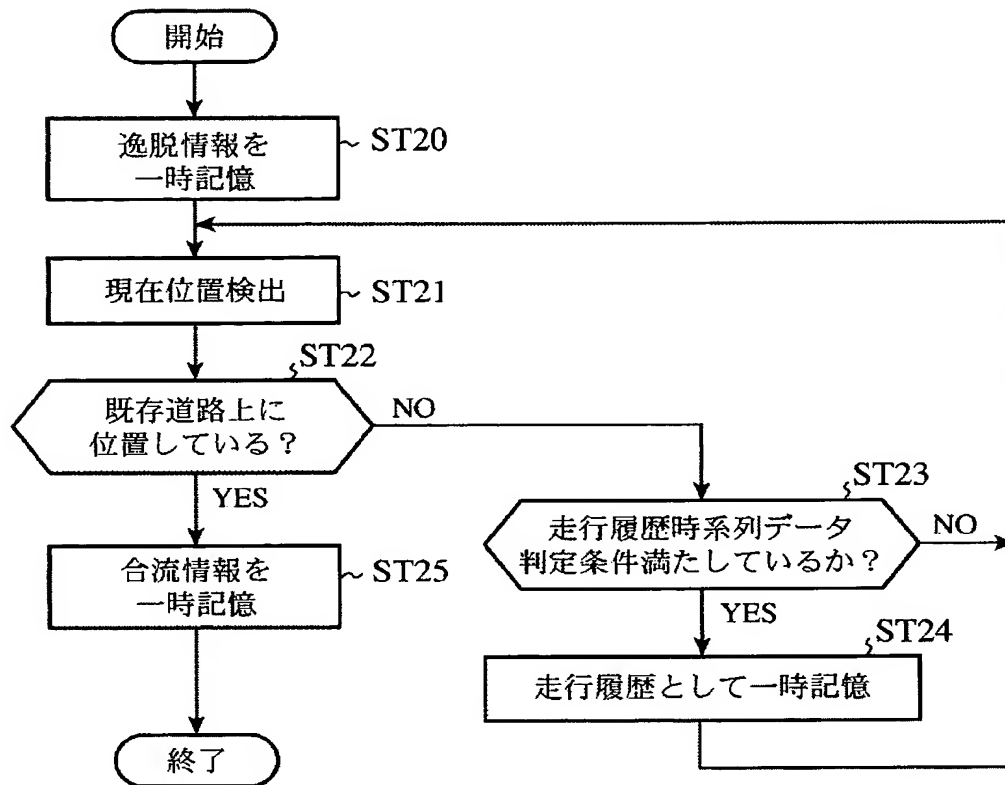 開始
逸脱情報を
一時記憶
ST20
現在位置検出
ST21
ST22
既存道路上に
位置している？
NO
YES
ST23
走行履歴時系列データ
判定条件満たしているか？
NO
YES
合流情報を
一時記憶
ST25
ST24
走行履歴として一時記憶
終了